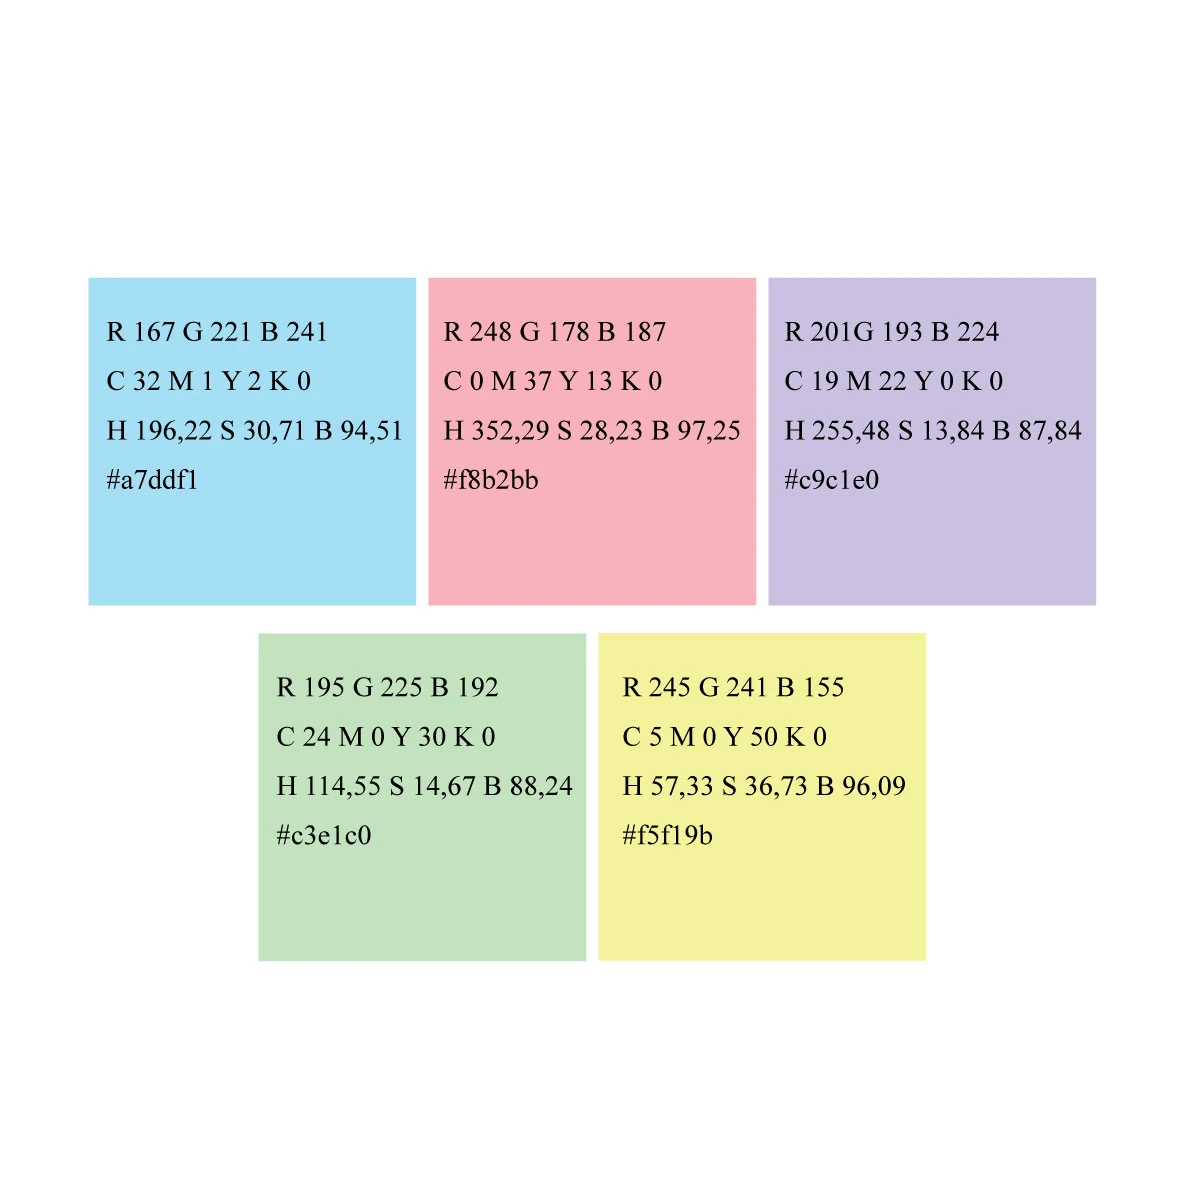 R 167 G 221 B 241
C 32 M 1 Y 2 K 0
H 196,22 S 30,71 B 94,51
#a7ddf1
R 248 G 178 B 187
C 0 M 37 Y 13 K 0
H 352,29 S 28,23 B 97,25
#f8b2bb
R 201G 193 B 224
C 19 M 22 Y 0 K 0
H 255,48 S 13,84 B 87,84
#c9c1e0
R 195 G 225 B 192
C 24 M 0 Y 30 K 0
H 114,55 S 14,67 B 88,24
#c3e1c0
R 245 G 241 B 155
C 5 M 0 Y 50 K 0
H 57,33 S 36,73 B 96,09
#f5f19b